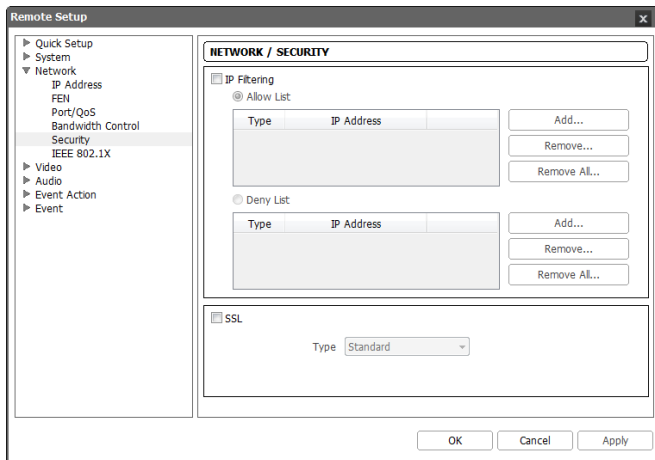 Remote Setup
x
Quick Setup
System
Network
IP Address
FEN
Port/QoS
Bandwidth Control
Security
IEEE 802.1X
Video
Audio
Event Action
Event
NETWORK / SECURITY
IP Filtering
Allow List
Type IP Address
Add...
Remove...
Remove All...
Deny List
Type IP Address
Add...
Remove...
Remove All...
SSL
Type Standard
OK Cancel Apply